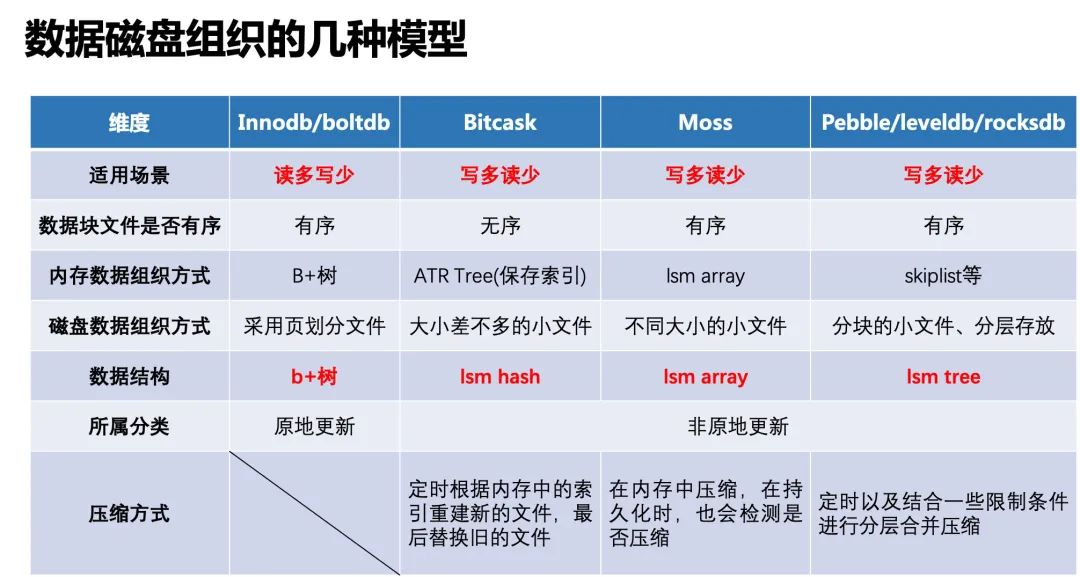 数据磁盘组织的几种模型
维度 Innodb/boltdb Bitcask Moss Pebble/leveldb/rocksdb
适用场景 读多写少 写多读少 写多读少 写多读少
数据块文件是否有序 有序 无序 有序 有序
内存数据组织方式 B+树 ATR Tree(保存索引) lsm array skiplist等
磁盘数据组织方式 采用页划分文件 大小差不多的小文件 不同大小的小文件 分块的小文件、分层存放
数据结构 b+树 lsm hash lsm array lsm tree
所属分类 原地更新 非原地更新
压缩方式
定时根据内存中的索
引重建新的文件，最
后替换旧的文件
在内存中压缩，在持
久化时，也会检测是
否压缩
定时以及结合一些限制条件
进行分层合并压缩